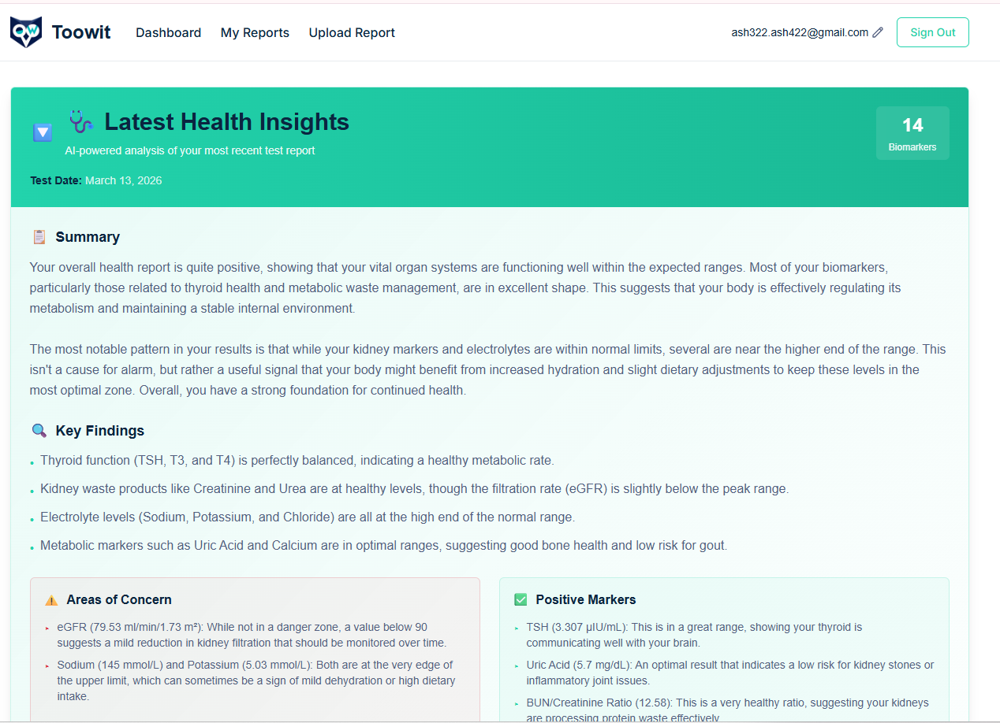 Toowit Dashboard My Reports Upload Report ash322.ash422@gmail.com Sign Out
Latest Health Insights
AI-powered analysis of your most recent test report
Test Date: March 13, 2026
14
Biomarkers
Summary
Your overall health report is quite positive, showing that your vital organ systems are functioning well within the expected ranges. Most of your biomarkers,
particularly those related to thyroid health and metabolic waste management, are in excellent shape. This suggests that your body is effectively regulating its
metabolism and maintaining a stable internal environment.
The most notable pattern in your results is that while your kidney markers and electrolytes are within normal limits, several are near the higher end of the range. This
isn't a cause for alarm, but rather a useful signal that your body might benefit from increased hydration and slight dietary adjustments to keep these levels in the
most optimal zone. Overall, you have a strong foundation for continued health.
Key Findings
• Thyroid function (TSH, T3, and T4) is perfectly balanced, indicating a healthy metabolic rate.
• Kidney waste products like Creatinine and Urea are at healthy levels, though the filtration rate (eGFR) is slightly below the peak range.
• Electrolyte levels (Sodium, Potassium, and Chloride) are all at the high end of the normal range.
• Metabolic markers such as Uric Acid and Calcium are in optimal ranges, suggesting good bone health and low risk for gout.
Areas of Concern
eGFR (79.53 ml/min/1.73 m²): While not in a danger zone, a value below 90
suggests a mild reduction in kidney filtration that should be monitored over time.
Sodium (145 mmol/L) and Potassium (5.03 mmol/L): Both are at the very edge of
the upper limit, which can sometimes be a sign of mild dehydration or high dietary
intake.
Positive Markers
TSH (3.307 µIU/mL): This is in a great range, showing your thyroid is
communicating well with your brain.
Uric Acid (5.7 mg/dL): An optimal result that indicates a low risk for kidney stones or
inflammatory joint issues.
BUN/Creatinine Ratio (12.58): This is a very healthy ratio, suggesting your kidneys
are processing protein waste effectively